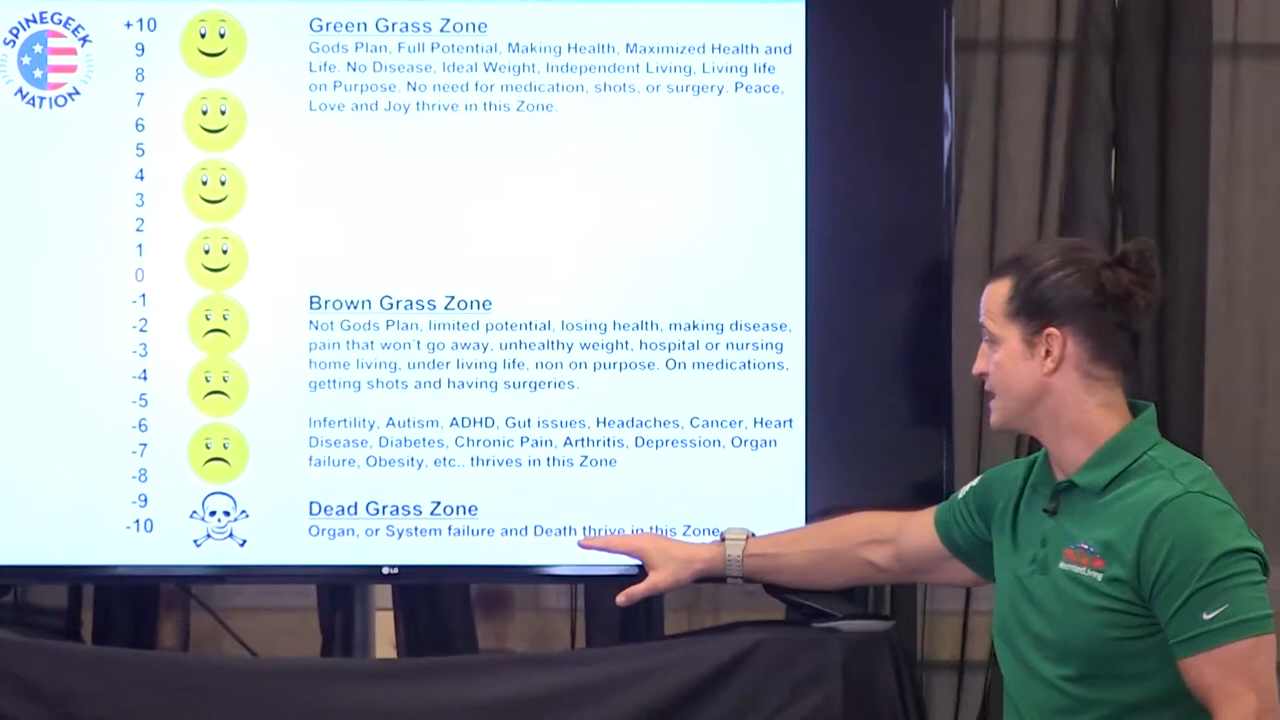 SPINEGEEK
NATION
+10
9
8
7
6
5
4
3
2
1
0
-1
-2
-3
-4
-5
-6
-7
-8
-9
-10
Green Grass Zone
Gods Plan, Full Potential, Making Health, Maximized Health and
Life. No Disease, Ideal Weight, Independent Living, Living life
on Purpose. No need for medication, shots, or surgery. Peace,
Love and Joy thrive in this Zone.
Brown Grass Zone
Not Gods Plan, limited potential, losing health, making disease,
pain that won't go away, unhealthy weight, hospital or nursing
home living, under living life, non on purpose. On medications,
getting shots and having surgeries.
Infertility, Autism, ADHD, Gut issues, Headaches, Cancer, Heart
Disease, Diabetes, Chronic Pain, Arthritis, Depression, Organ
failure, Obesity, etc.. thrives in this Zone
Dead Grass Zone
Organ, or System failure and Death thrive in this Zone
LG